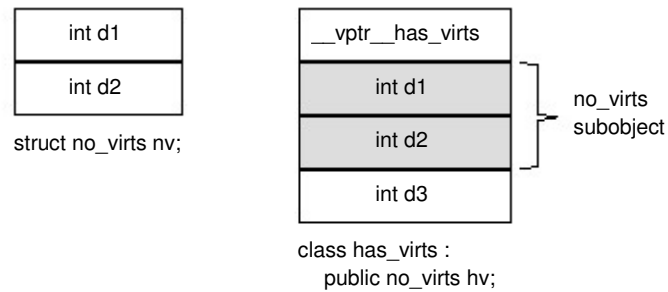 int d1
int d2
struct no_virts nv;
__vptr__has_virts
int d1
int d2
int d3
no_virts
subobject
class has_virts :
public no_virts hv;